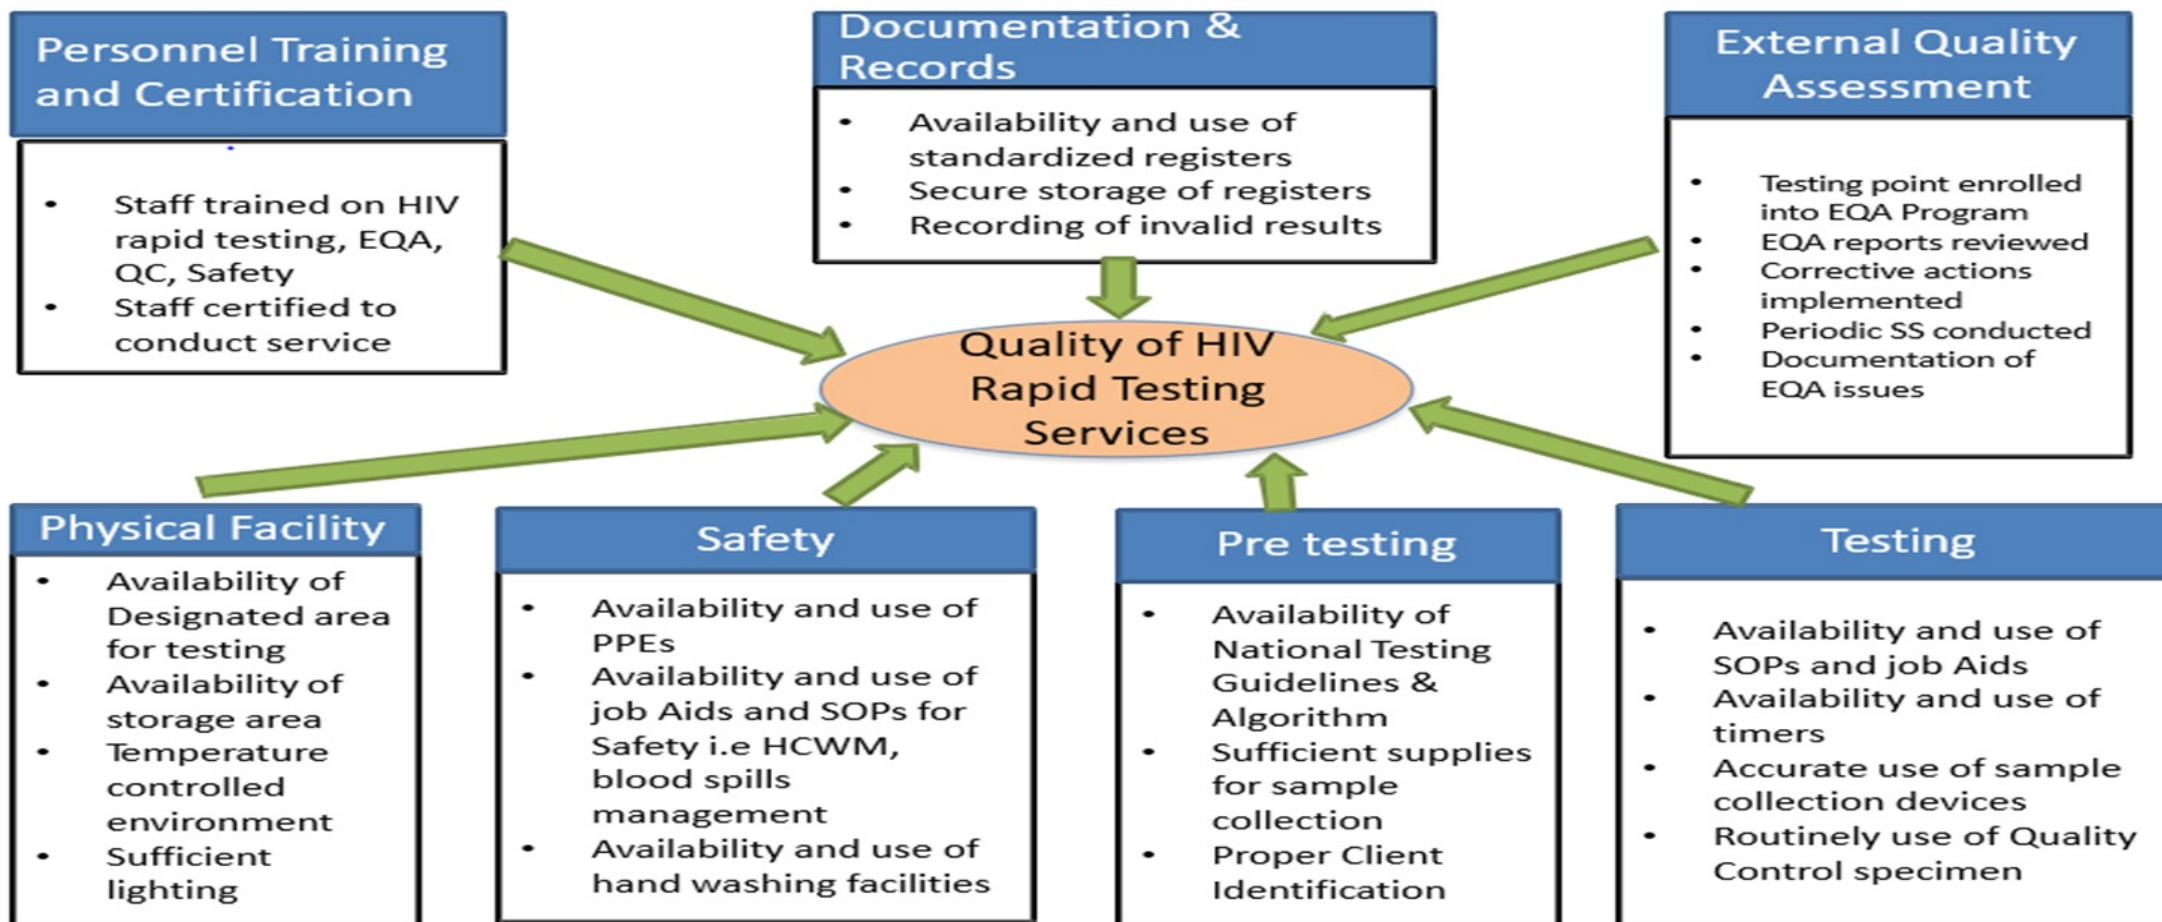 Personnel Training
and Certification
• Staff trained on HIV
rapid testing, EQA,
QC, Safety
• Staff certified to
conduct service
Documentation &
Records
• Availability and use of
standardized registers
• Secure storage of registers
• Recording of invalid results
External Quality
Assessment
• Testing point enrolled
into EQA Program
• EQA reports reviewed
• Corrective actions
implemented
• Periodic SS conducted
• Documentation of
EQA issues
Quality of HIV
Rapid Testing
Services
Physical Facility
• Availability of
Designated area
for testing
• Availability of
storage area
• Temperature
controlled
environment
• Sufficient
lighting
Safety
• Availability and use of
PPEs
• Availability and use of
job Aids and SOPs for
Safety i.e HCWM,
blood spills
management
• Availability and use of
hand washing facilities
Pre testing
• Availability of
National Testing
Guidelines &
Algorithm
• Sufficient supplies
for sample
collection
• Proper Client
Identification
Testing
• Availability and use of
SOPs and job Aids
• Availability and use of
timers
• Accurate use of sample
collection devices
• Routinely use of Quality
Control specimen